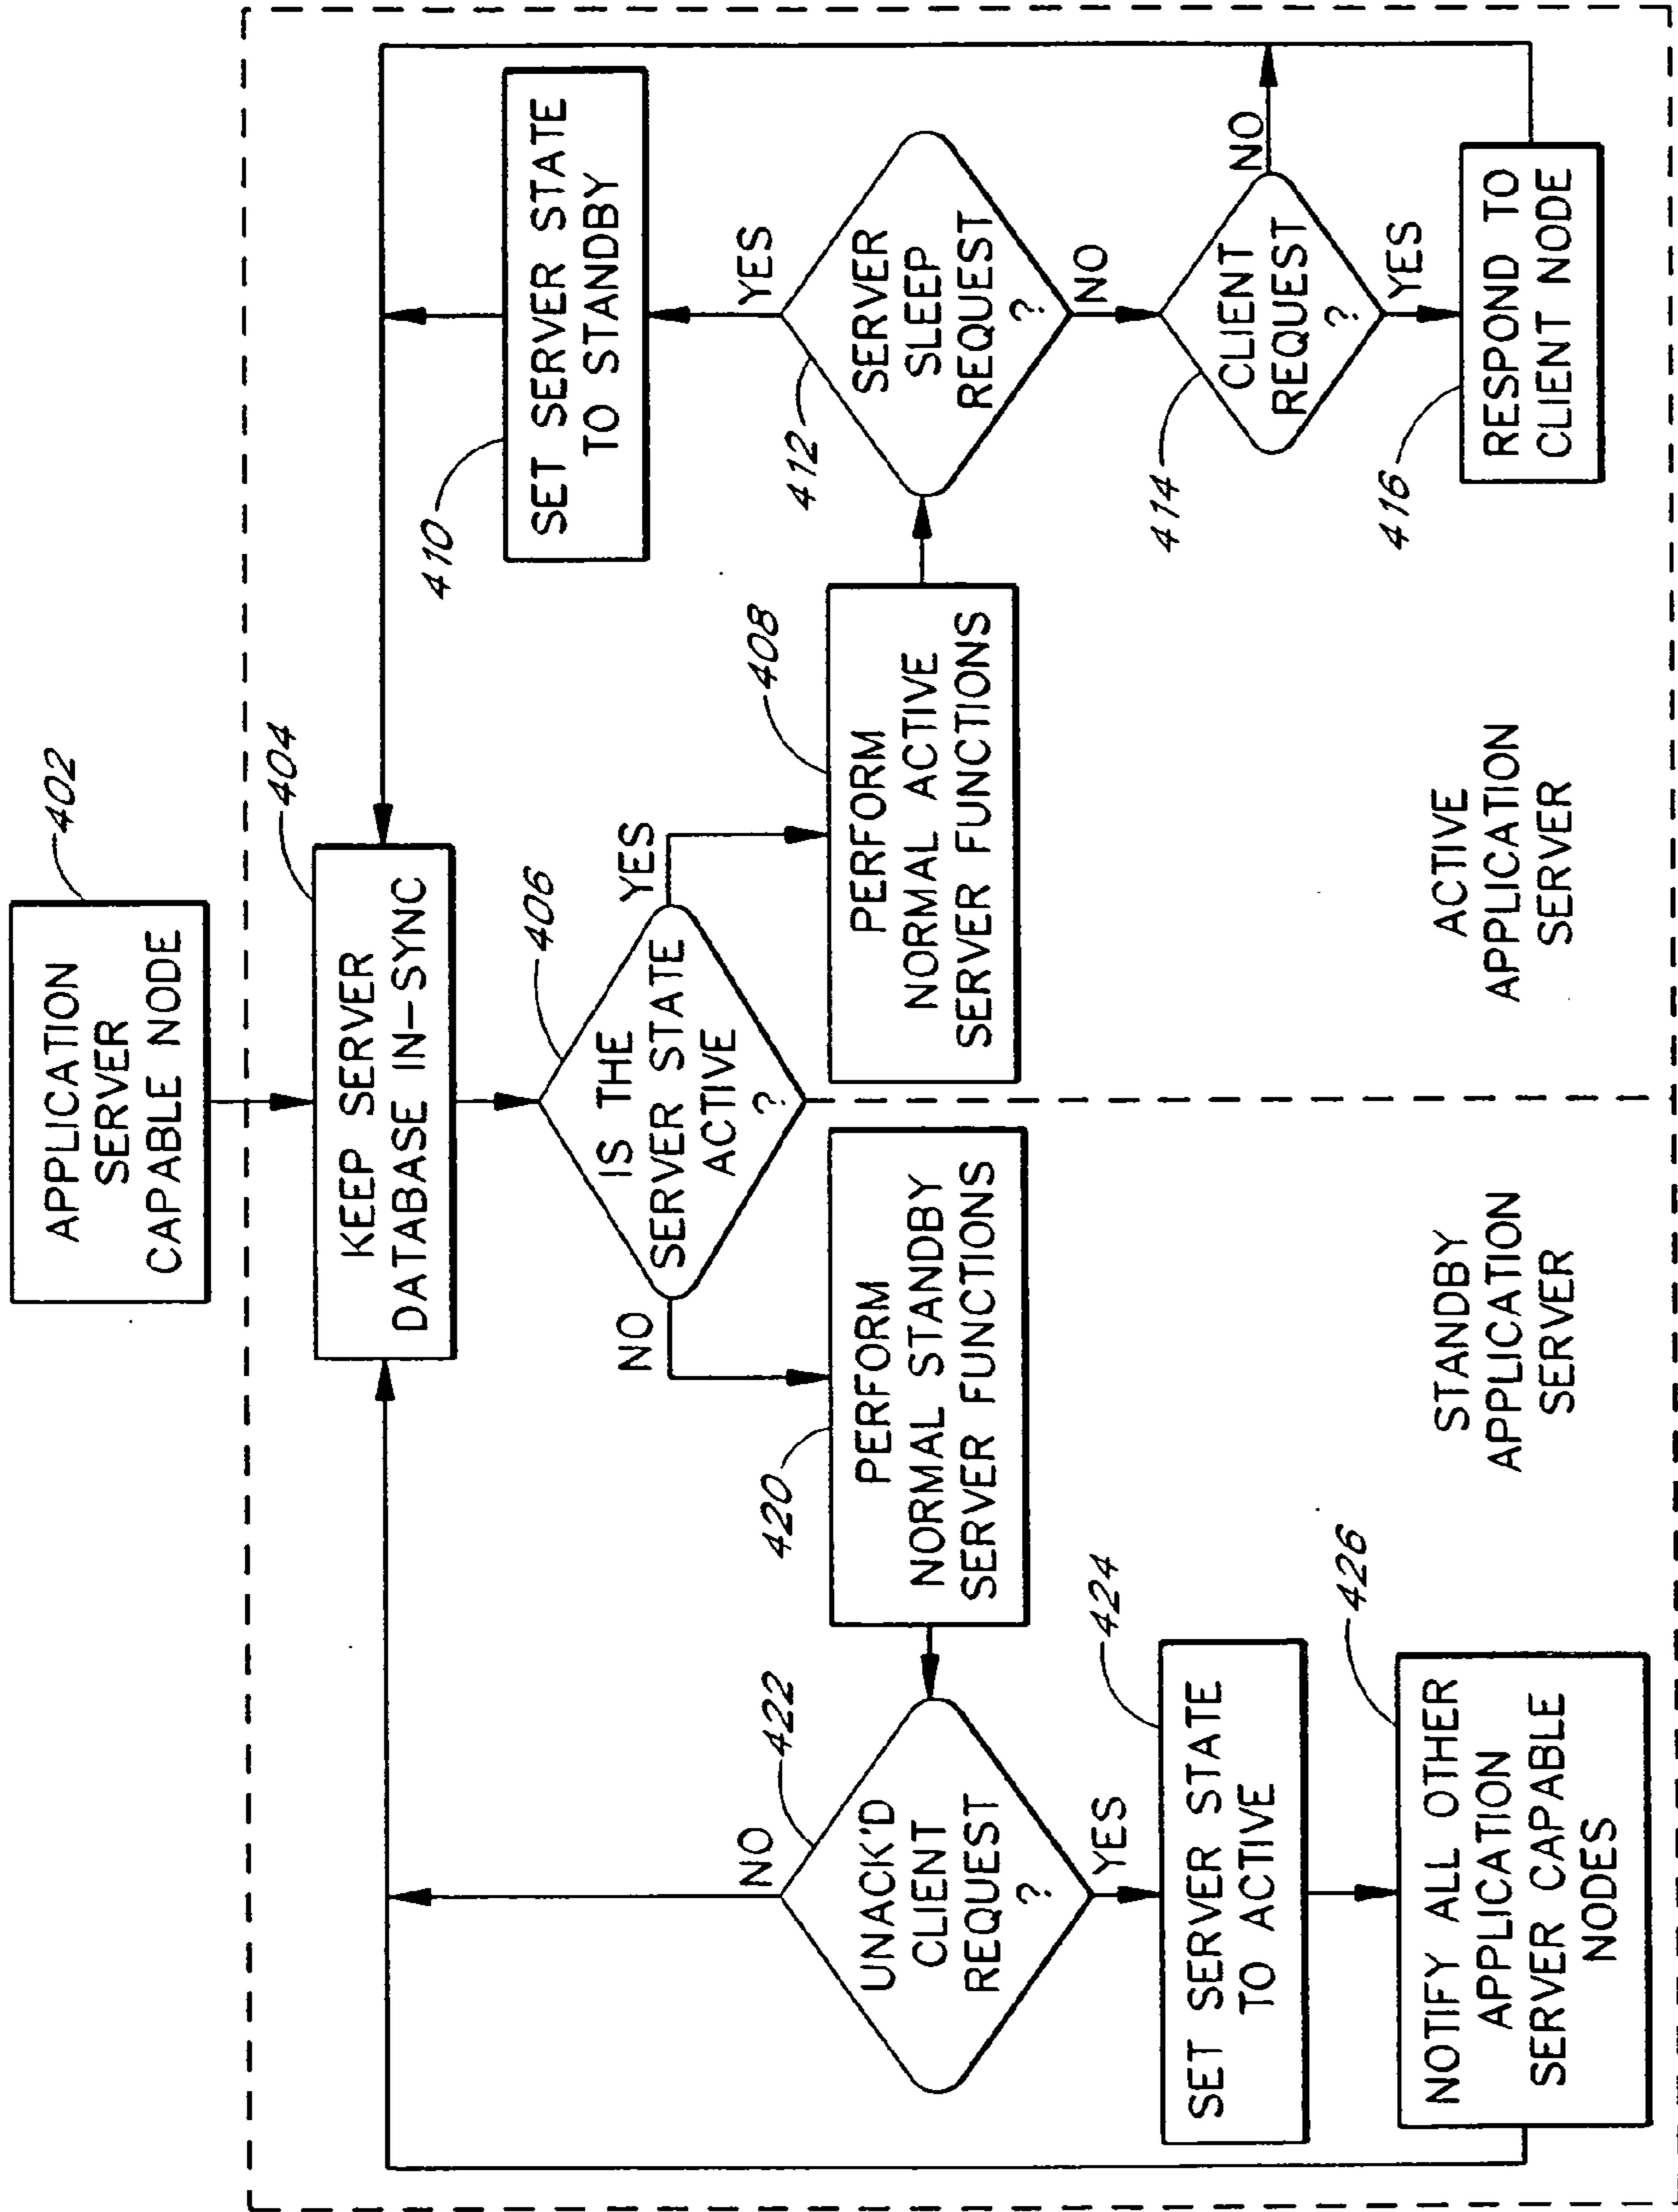 APPLICATION
SERVER
CAPABLE NODE
402
KEEP SERVER
DATABASE IN-SYNC
404
IS THE
SERVER STATE
ACTIVE
?
406
NO
YES
PERFORM
NORMAL STANDBY
SERVER FUNCTIONS
420
UNACK'D
CLIENT
REQUEST
?
422
NO
YES
SET SERVER STATE
TO ACTIVE
424
NOTIFY ALL OTHER
APPLICATION
SERVER CAPABLE
NODES
426
STANDBY
APPLICATION
SERVER
PERFORM
NORMAL ACTIVE
SERVER FUNCTIONS
408
SET SERVER STATE
TO STANDBY
410
YES
SERVER
SLEEP
REQUEST
?
412
NO
CLIENT
REQUEST
?
414
NO
YES
RESPOND TO
CLIENT NODE
416
ACTIVE
APPLICATION
SERVER